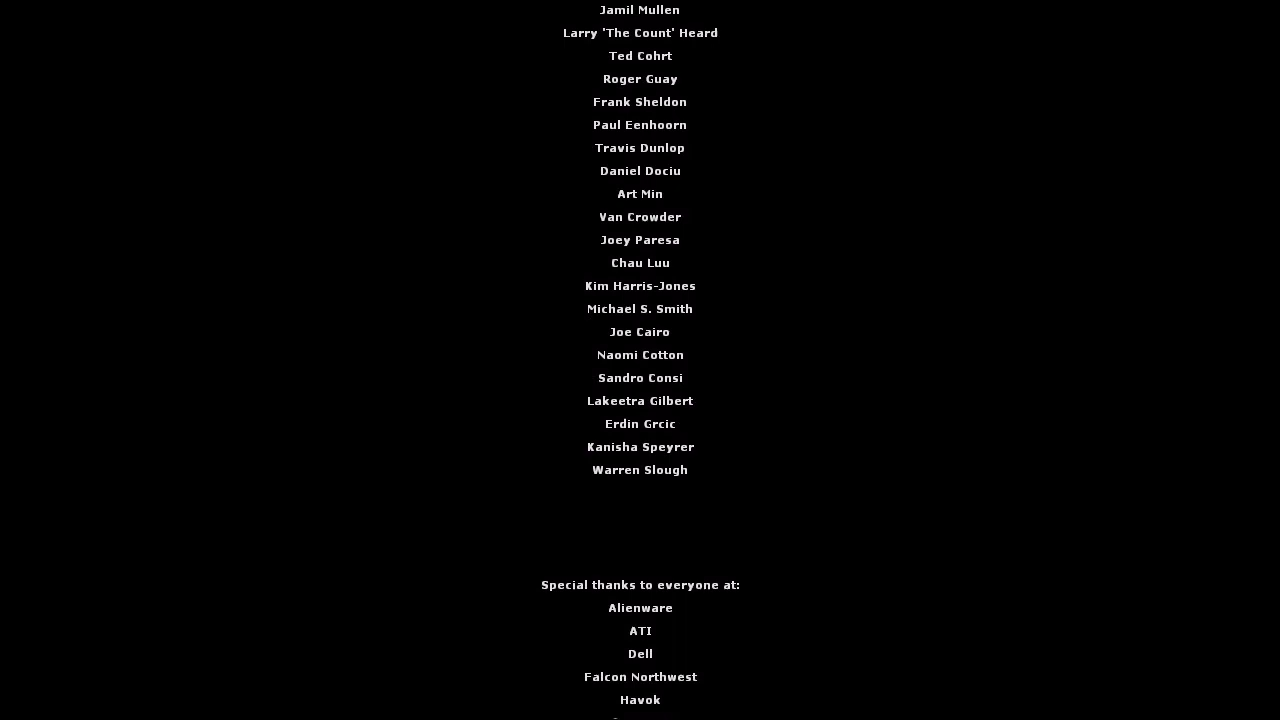 Jamil Mullen
Larry 'The Count' Heard
Ted Cohrt
Roger Guay
Frank Sheldon
Paul Eenhoorn
Travis Dunlop
Daniel Dociu
Art Min
Van Crowder
Joey Paresa
Chau Luu
Kim Harris-Jones
Michael S. Smith
Joe Cairo
Naomi Cotton
Sandro Consi
Lakeetra Gilbert
Erdin Grcic
Kanisha Speyrer
Warren Slough
Special thanks to everyone at:
Alienware
ATI
Dell
Falcon Northwest
Havok